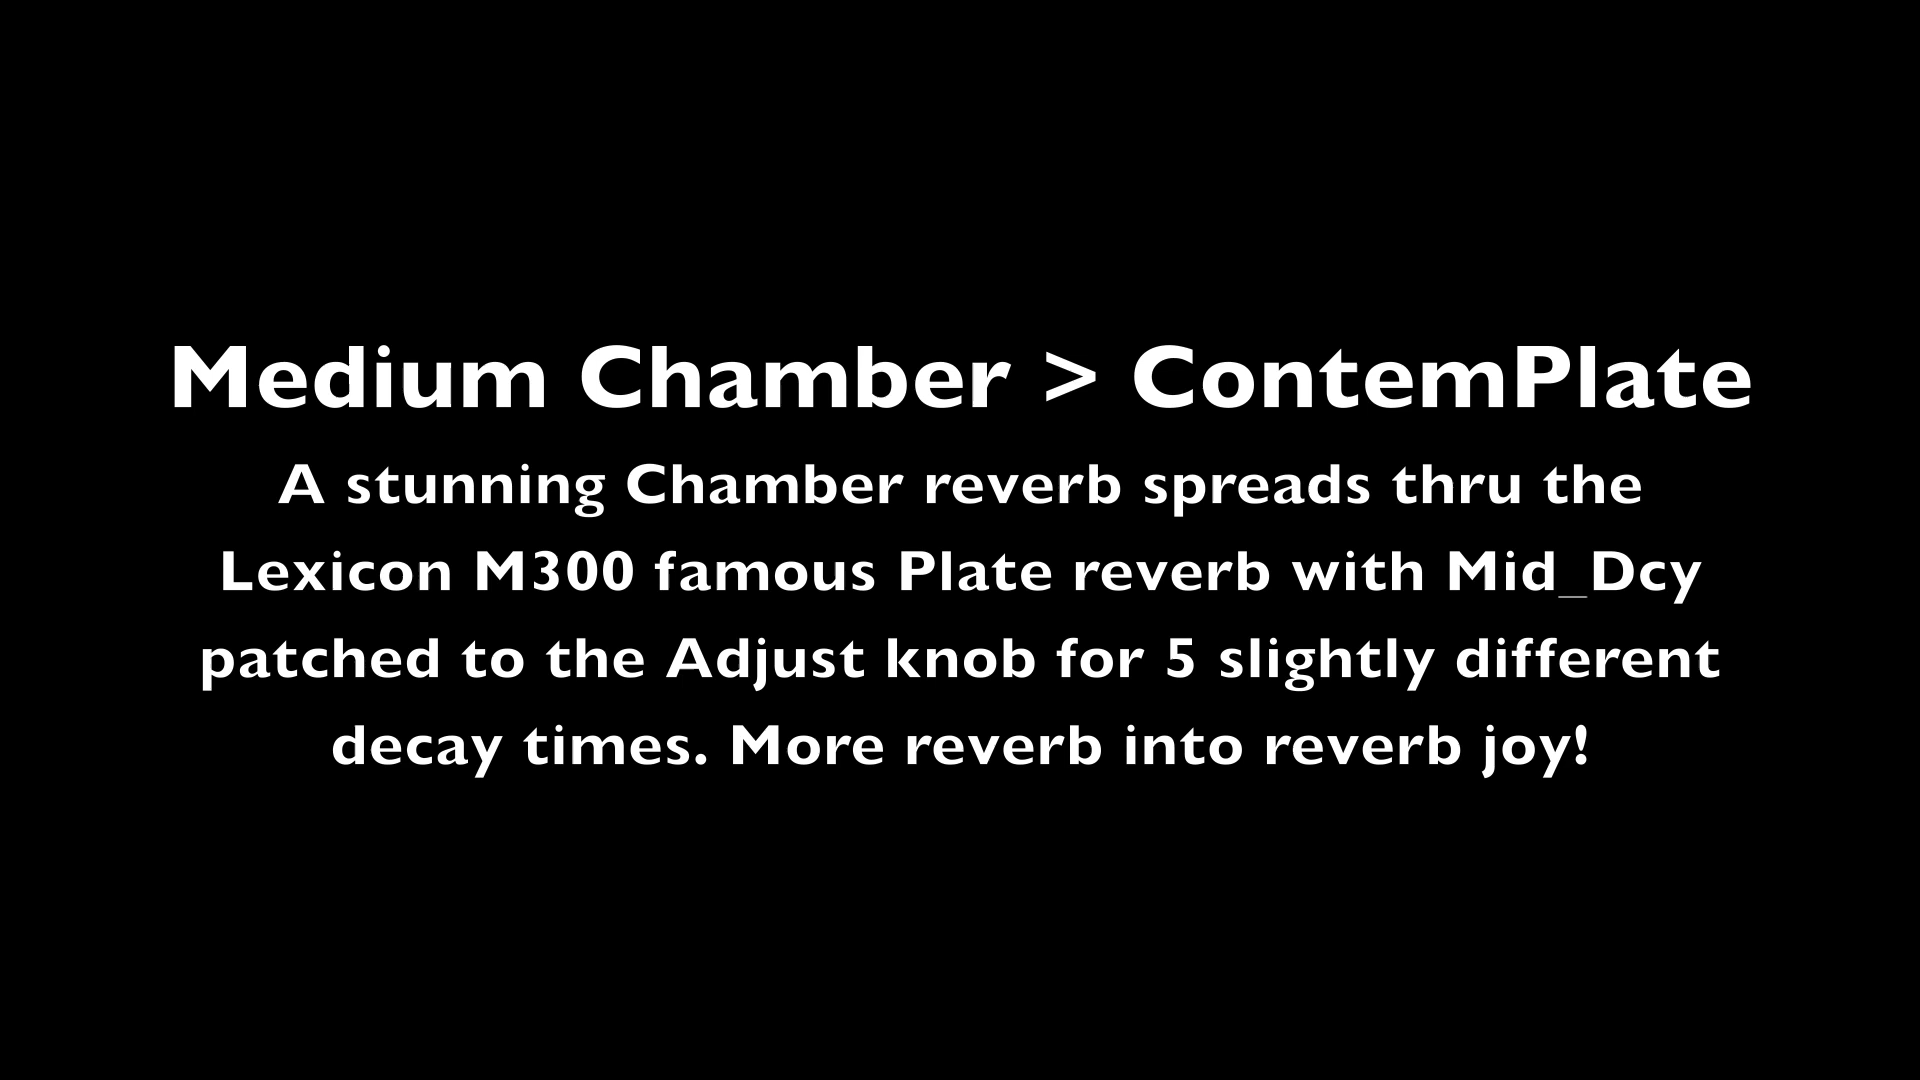 Medium Chamber > ContemPlate
A stunning Chamber reverb spreads thru the
Lexicon M300 famous Plate reverb with Mid_Dcy
patched to the Adjust knob for 5 slightly different
decay times. More reverb into reverb joy!